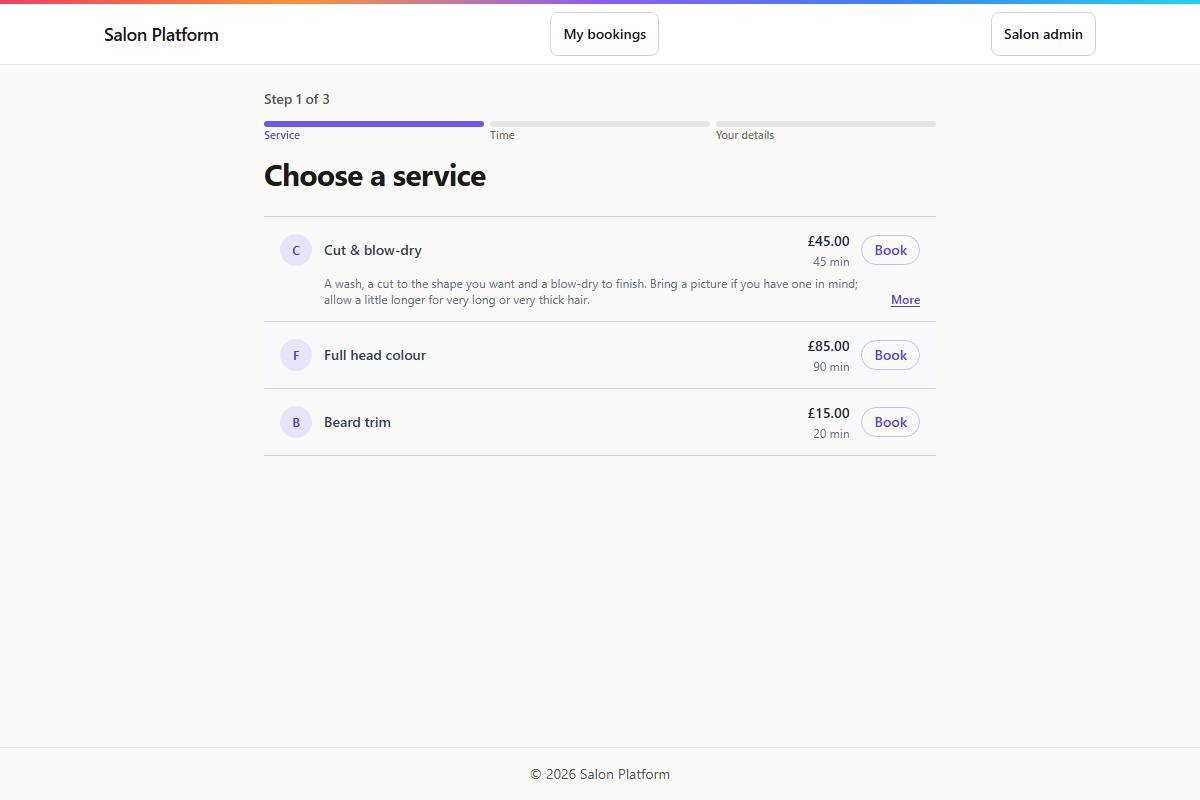 Salon Platform
My bookings
Salon admin
Step 1 of 3
Service
Time
Your details
Choose a service
C
Cut & blow-dry
£45.00
45 min
Book
A wash, a cut to the shape you want and a blow-dry to finish. Bring a picture if you have one in mind;
allow a little longer for very long or very thick hair.
More
F
Full head colour
£85.00
90 min
Book
B
Beard trim
£15.00
20 min
Book
© 2026 Salon Platform